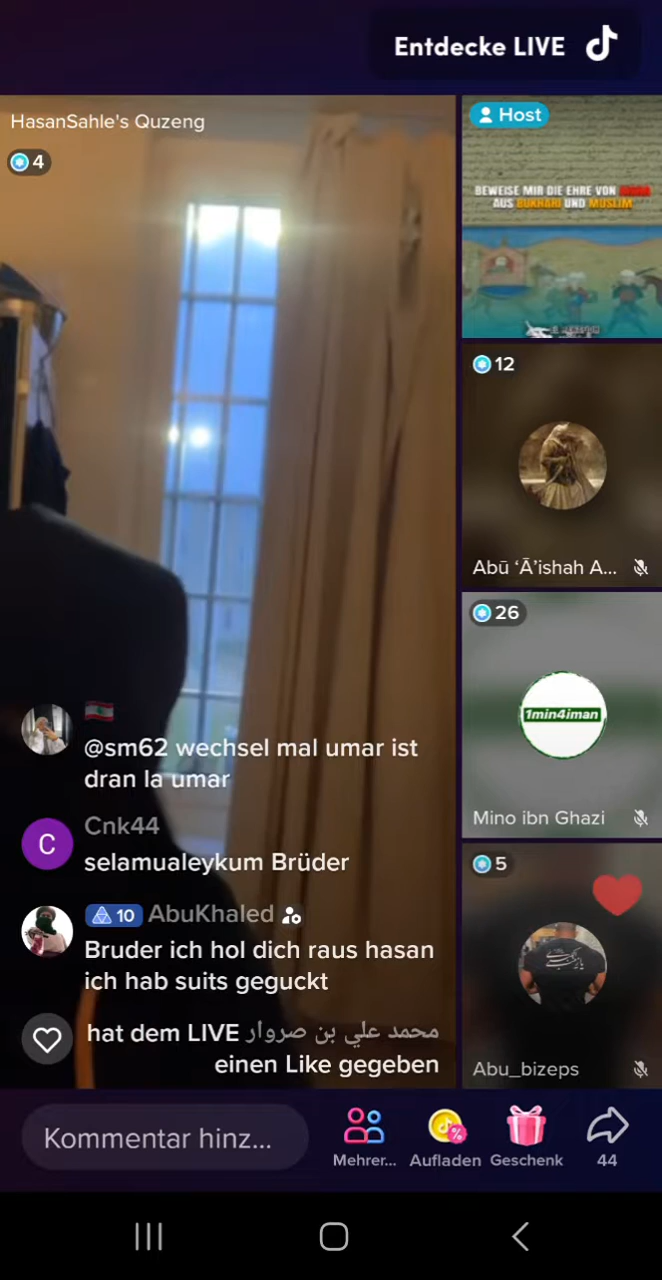 Entdecke LIVE
HasanSahle's Quzeng
4
Host
BEWEISE MIR DIE EHRE VON
AUS BUKHARI UND MUSLIM
12
Abū ‘Ā’ishah A...
26
1min4iman
Mino ibn Ghazi
5
Abu_bizeps
@sm62 wechsel mal umar ist
dran la umar
C
Cnk44
selamualeykum Brüder
10 AbuKhaled
Bruder ich hol dich raus hasan
ich hab suits geguckt
محمد علي بن صروار hat dem LIVE
einen Like gegeben
Kommentar hinz...
Mehrer...
Aufladen
Geschenk
44